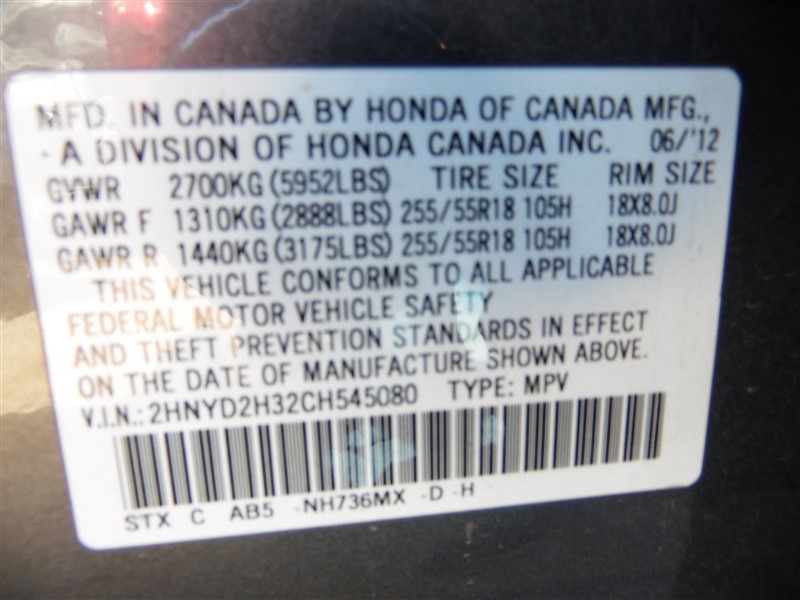 MFD. IN CANADA BY HONDA OF CANADA MFG.,
A DIVISION OF HONDA CANADA INC. 06/'12
GVWR 2700KG (5952LBS) TIRE SIZE RIM SIZE
GAWR F 1310KG (2888LBS) 255/55R18 105H 18X8.0J
GAWR R 1440KG (3175LBS) 255/55R18 105H 18X8.0J
THIS VEHICLE CONFORMS TO ALL APPLICABLE
FEDERAL MOTOR VEHICLE SAFETY
AND THEFT PREVENTION STANDARDS IN EFFECT
ON THE DATE OF MANUFACTURE SHOWN ABOVE.
V.I.N.: 2HNYD2H32CH545080 TYPE: MPV
STX C AB5 -NH736MX -D -H